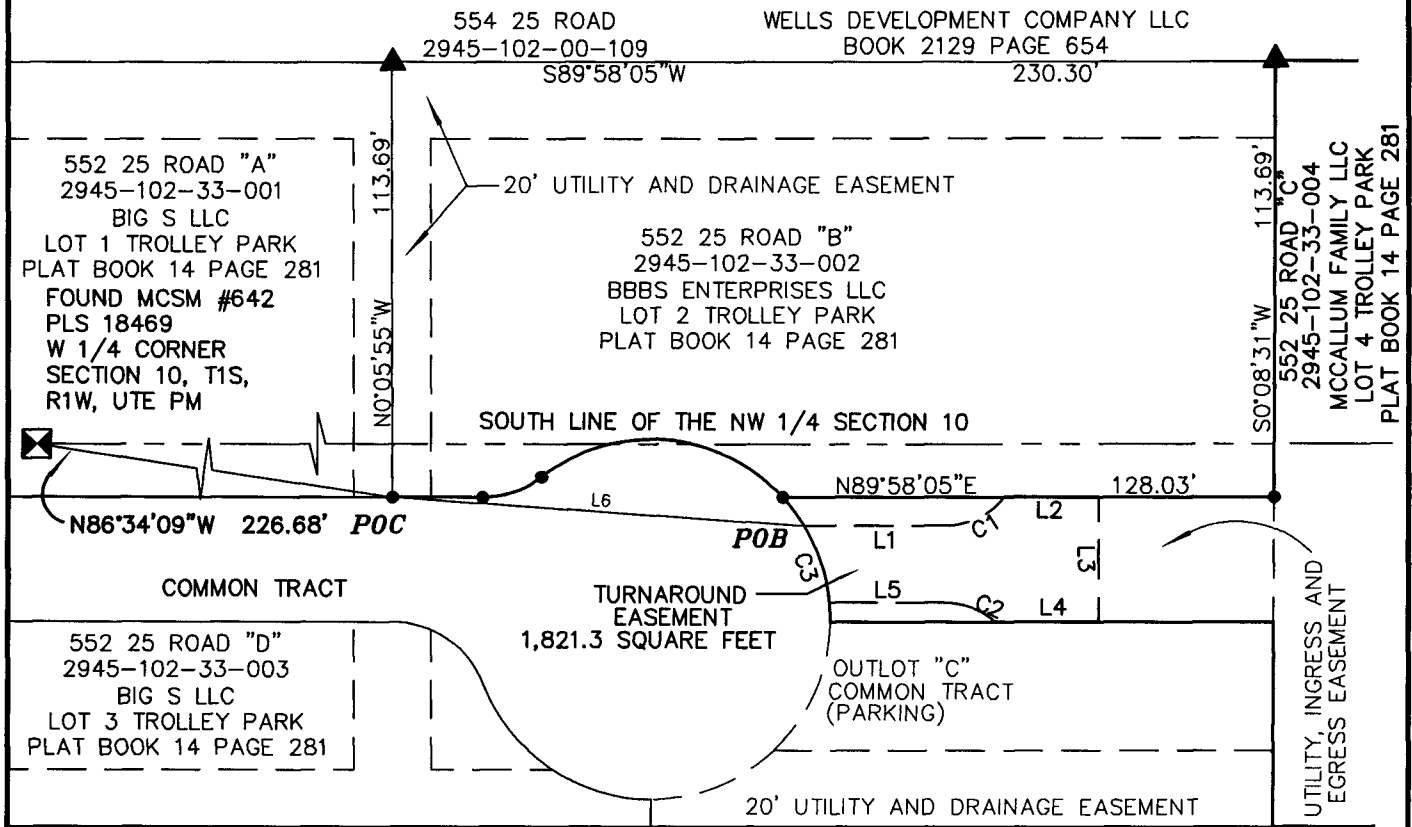 554 25 ROAD
2945-102-00-109
WELLS DEVELOPMENT COMPANY LLC
BOOK 2129 PAGE 654
S89°58'05"W
230.30'
552 25 ROAD "A"
2945-102-33-001
BIG S LLC
LOT 1 TROLLEY PARK
PLAT BOOK 14 PAGE 281
FOUND MCSM #642
PLS 18469
W 1/4 CORNER
SECTION 10, T1S,
R1W, UTE PM
113.69'
N0°05'55"W
20' UTILITY AND DRAINAGE EASEMENT
552 25 ROAD "B"
2945-102-33-002
BBBS ENTERPRISES LLC
LOT 2 TROLLEY PARK
PLAT BOOK 14 PAGE 281
113.69'
S0°08'31"W
552 25 ROAD "C"
2945-102-33-004
MCCALLUM FAMILY LLC
LOT 4 TROLLEY PARK
PLAT BOOK 14 PAGE 281
SOUTH LINE OF THE NW 1/4 SECTION 10
N86°34'09"W 226.68'
POC
L6
N89°58'05"E
128.03'
POB
L1
C1
L2
C3
L3
L5
C2
L4
COMMON TRACT
TURNAROUND
EASEMENT
1,821.3 SQUARE FEET
552 25 ROAD "D"
2945-102-33-003
BIG S LLC
LOT 3 TROLLEY PARK
PLAT BOOK 14 PAGE 281
OUTLOT "C"
COMMON TRACT
(PARKING)
UTILITY, INGRESS AND
EGRESS EASEMENT
20' UTILITY AND DRAINAGE EASEMENT